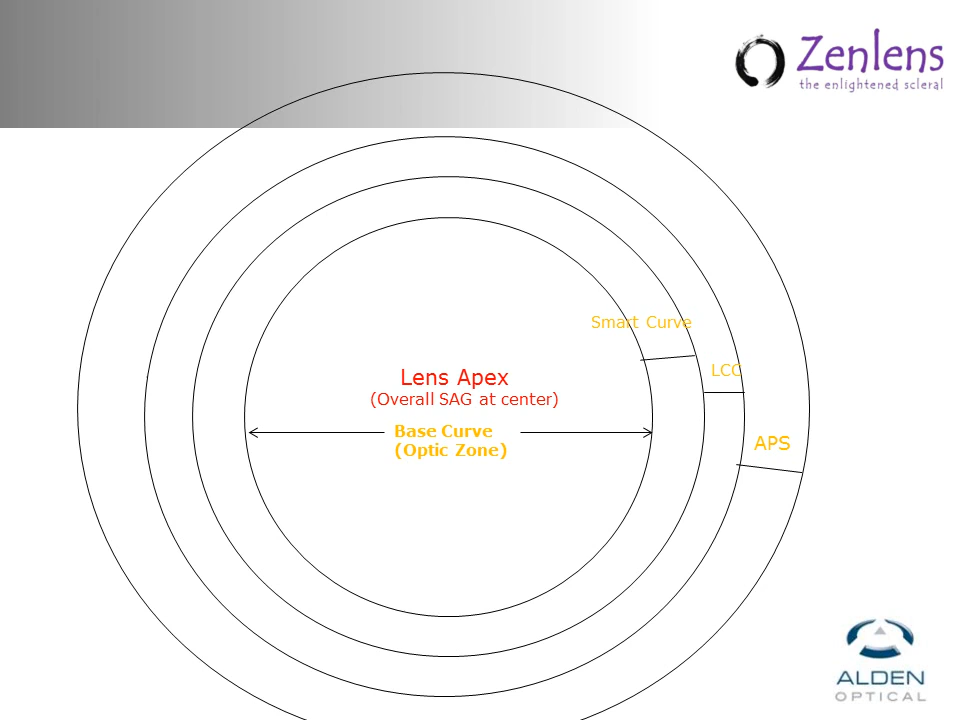 Zenlens
the enlightened scleral
Smart Curve
LCC
Lens Apex
(Overall SAG at center)
Base Curve
(Optic Zone)
APS
ALDEN
OPTICAL